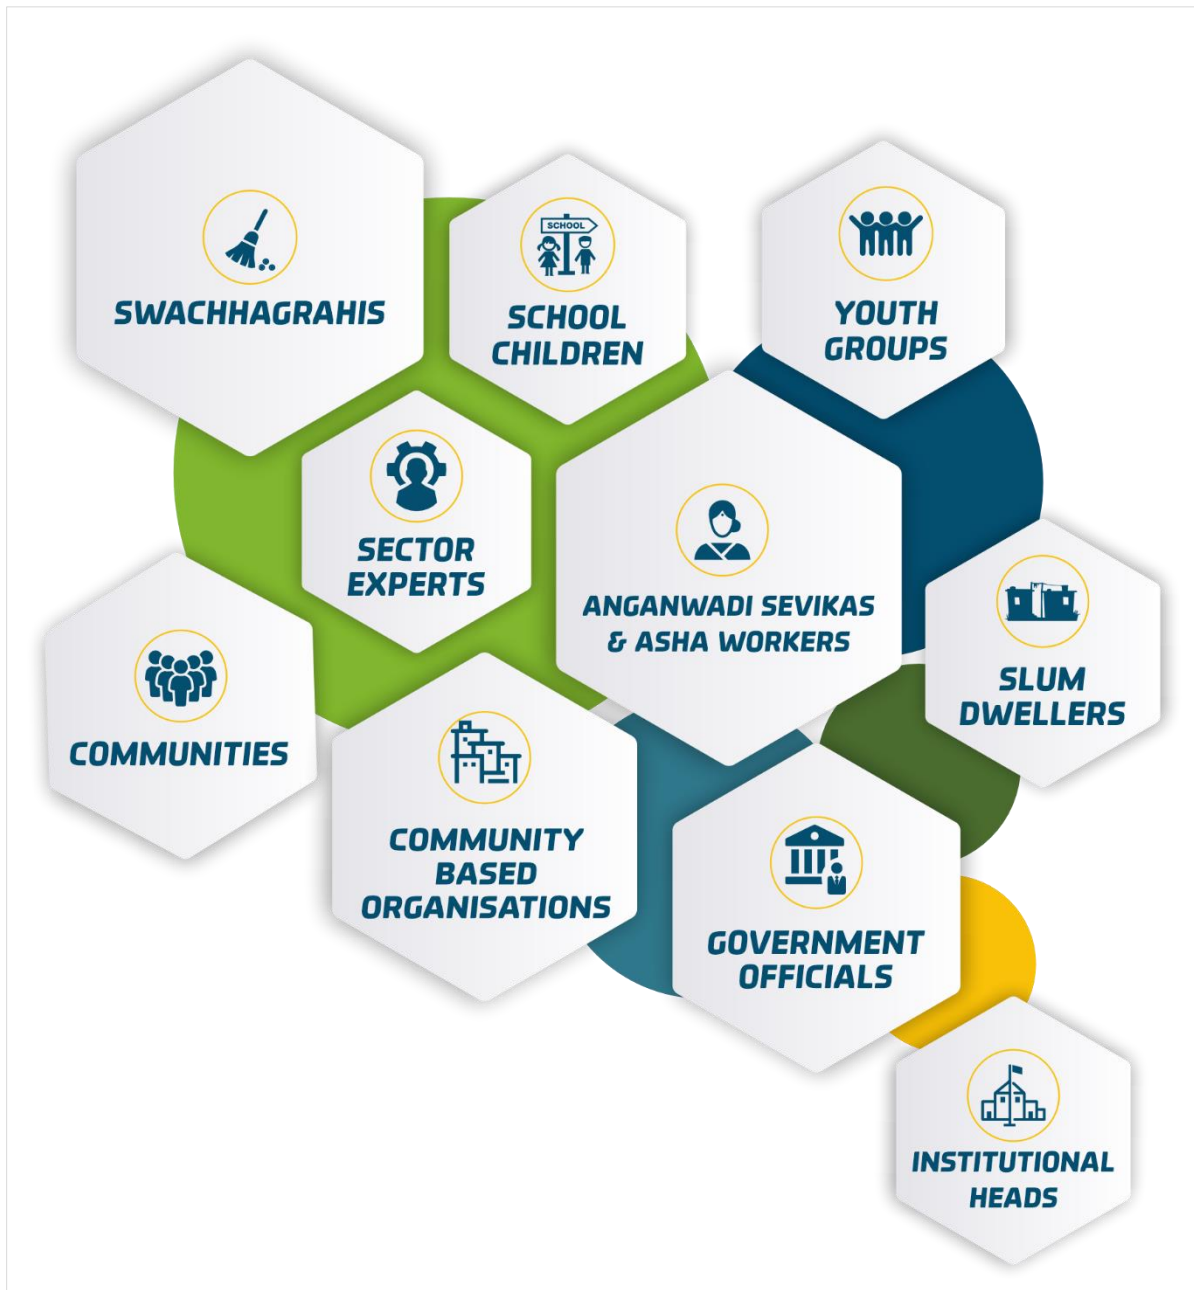 SWACHHAGRAHIS
SCHOOL
SCHOOL
CHILDREN
YOUTH
GROUPS
SECTOR
EXPERTS
ANGANWADI SEVIKAS
& ASHA WORKERS
SLUM
DWELLERS
COMMUNITIES
COMMUNITY
BASED
ORGANISATIONS
GOVERNMENT
OFFICIALS
INSTITUTIONAL
HEADS